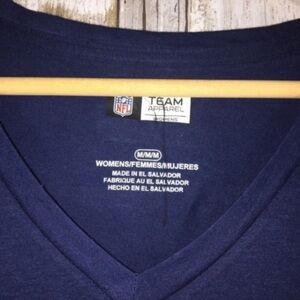 NFL
TEAM
APPAREL
WOMENS
M/M/M
WOMENS/FEMMES/MUJERES
MADE IN EL SALVADOR
FABRIQUE AU EL SALVADOR
HECHO EN EL SALVADOR